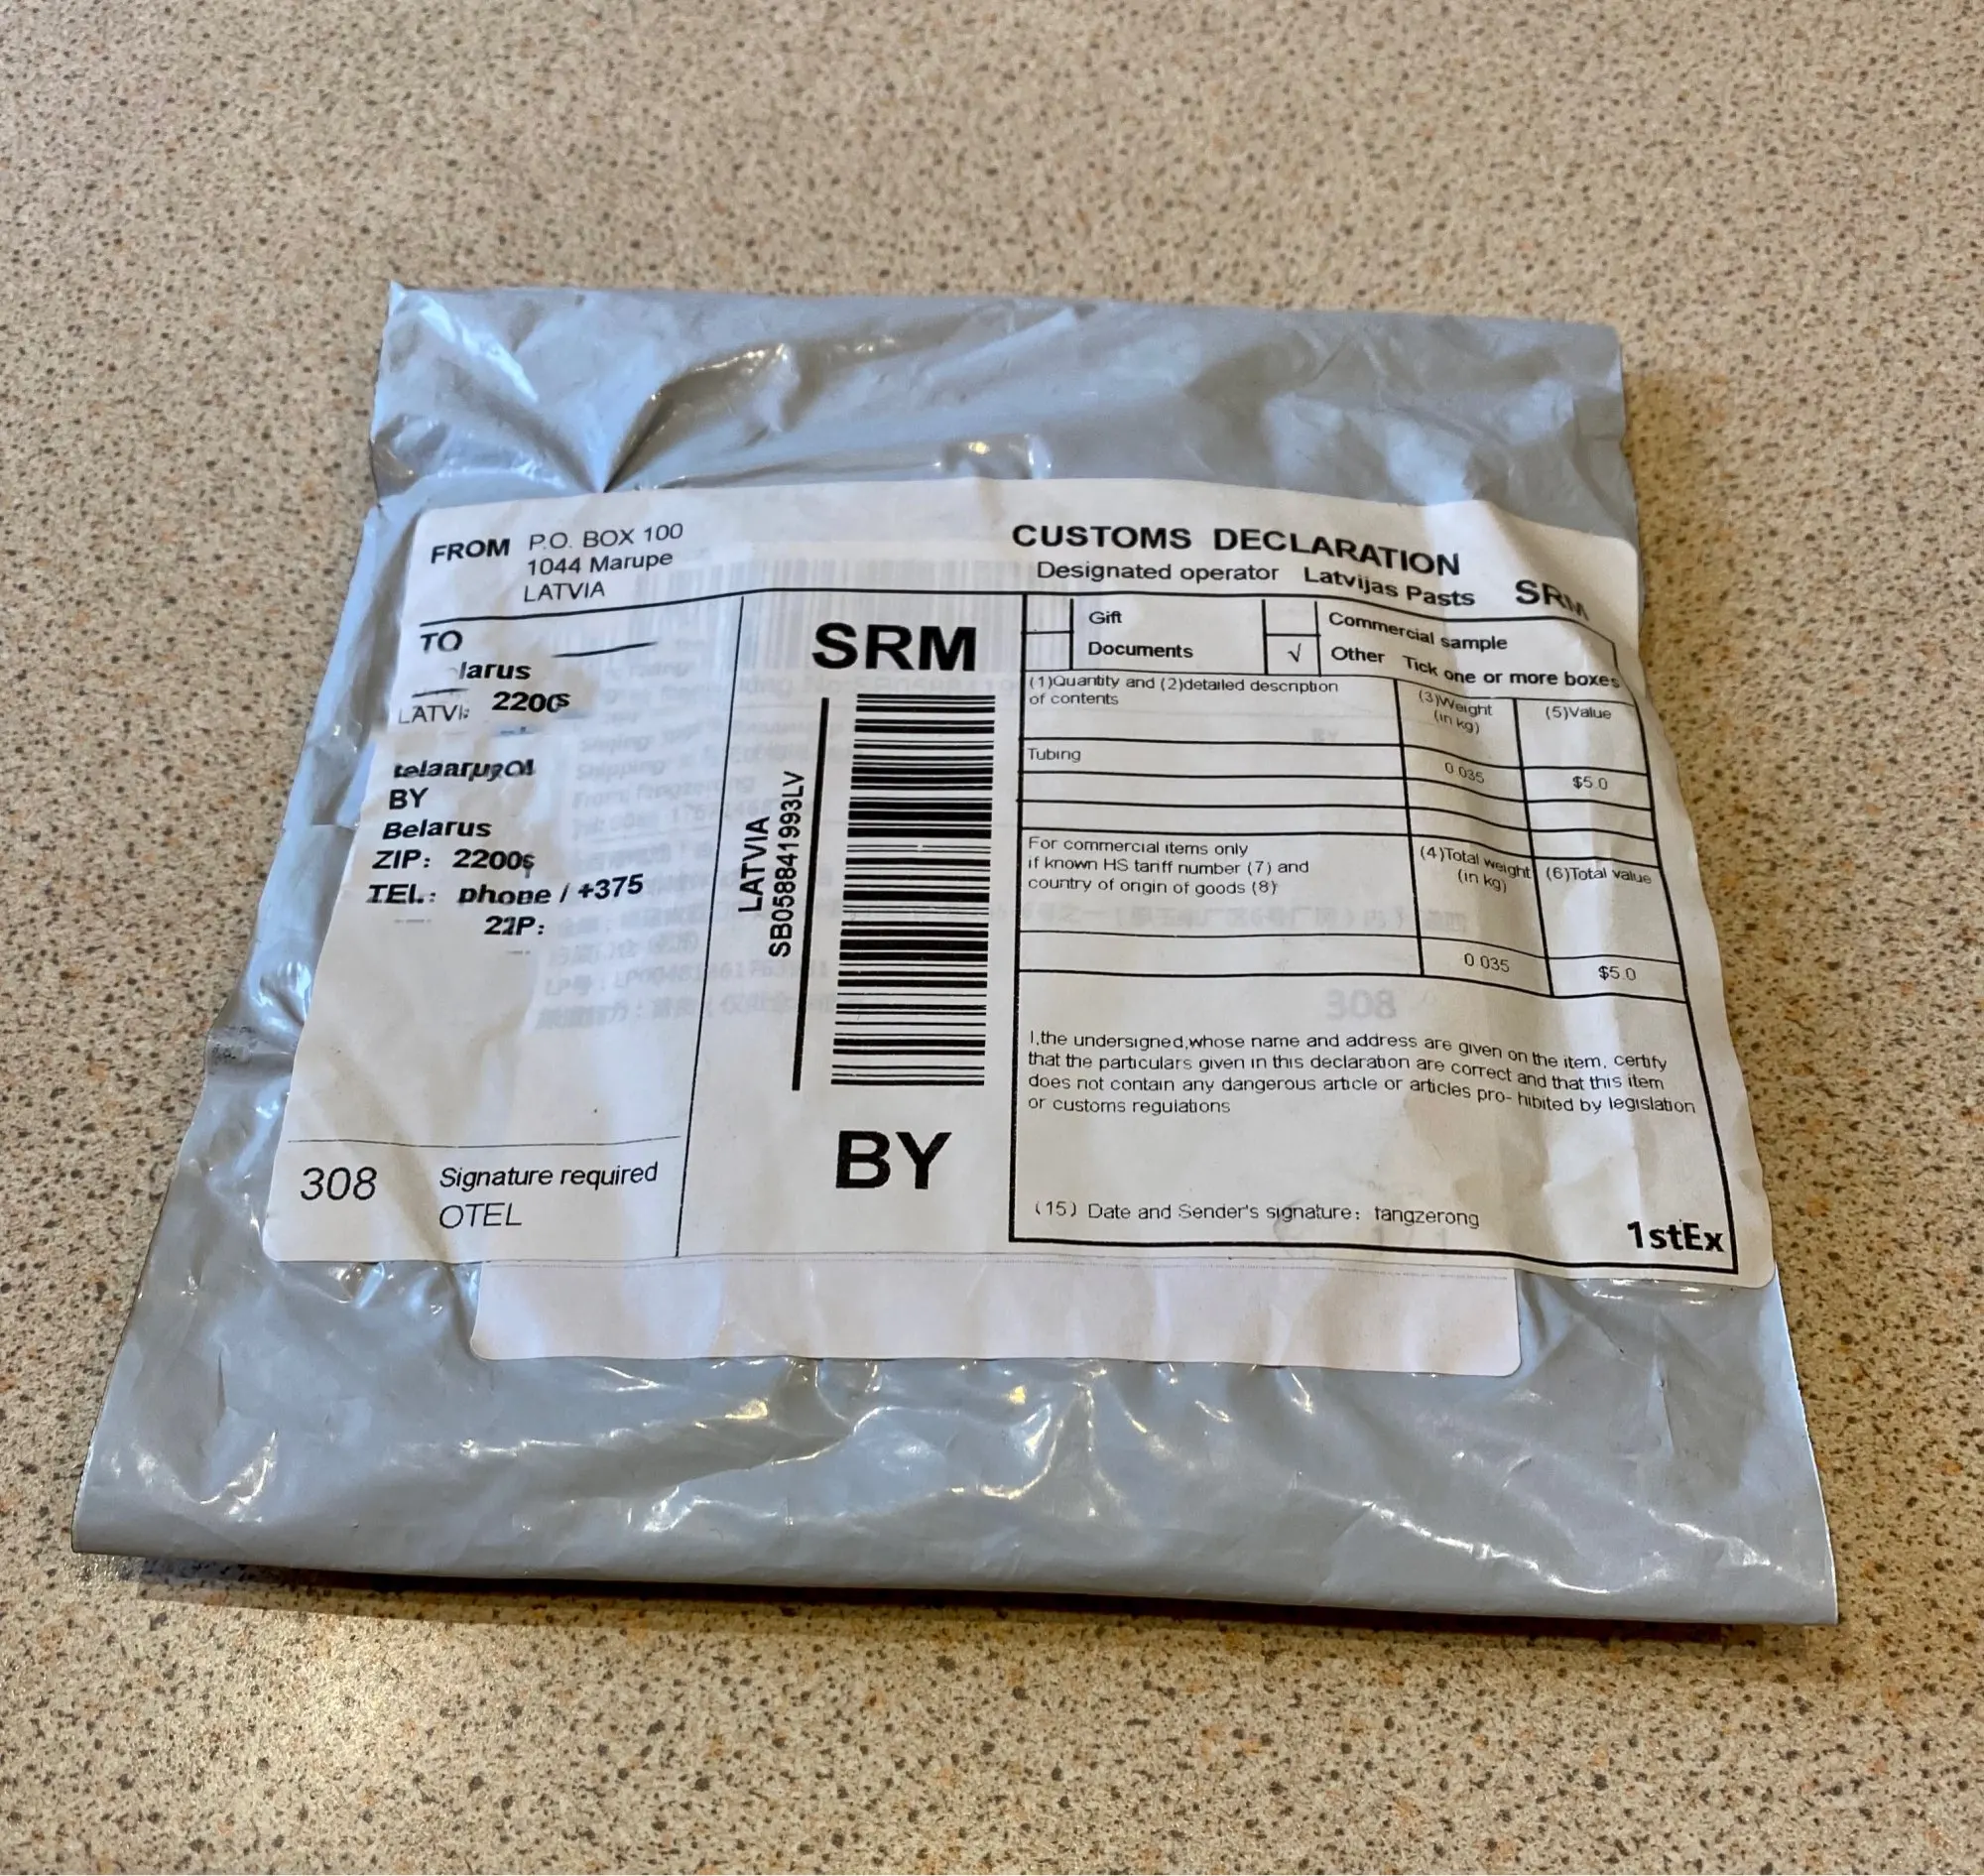 FROM P.O. BOX 100
1044 Marupe
LATVIA
CUSTOMS DECLARATION
Designated operator Latvijas Pasts SRM
TO
larus
2200
BY
Belarus
ZIP: 2200
TEL: phone / +375
308
Signature required
OTEL
SRM
LATVIA
SB058841993LV
BY
Gift
Commercial sample
Documents
√ Other Tick one or more boxes
(1)Quantity and (2)detailed description
of contents
(3)Weight
(in kg)
(5)Value
Tubing
0.035
$5.0
For commercial items only
if known HS tariff number (7) and
country of origin of goods (8)
(4)Total weight
(in kg)
(6)Total value
0.035
$5.0
308
I,the undersigned,whose name and address are given on the item, certify
that the particulars given in this declaration are correct and that this item
does not contain any dangerous article or articles pro- hibited by legislation
or customs regulations
(15) Date and Sender's signature: tangzerong
1stEx